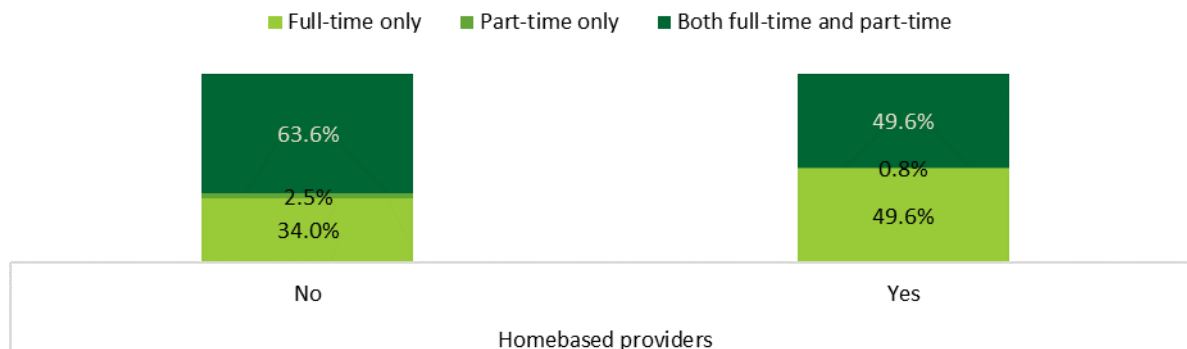 Full-time only Part-time only Both full-time and part-time
63.6% 49.6%
2.5% 0.8%
34.0% 49.6%
No Yes
Homebased providers